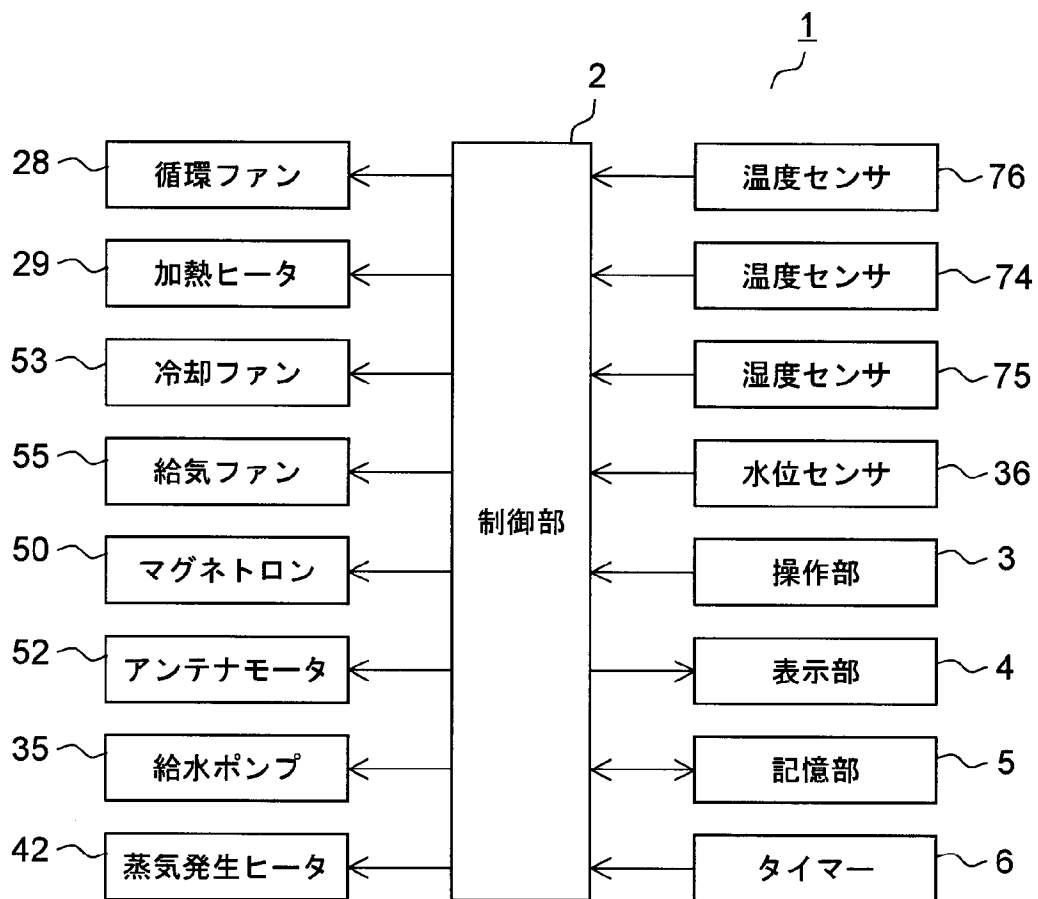 1
2
28 循環ファン
温度センサ 76
29 加熱ヒータ
温度センサ 74
53 冷却ファン
湿度センサ 75
55 給気ファン
水位センサ 36
制御部
50 マグネトロン
操作部 3
52 アンテナモータ
表示部 4
35 給水ポンプ
記憶部 5
42 蒸気発生ヒータ
タイマー 6